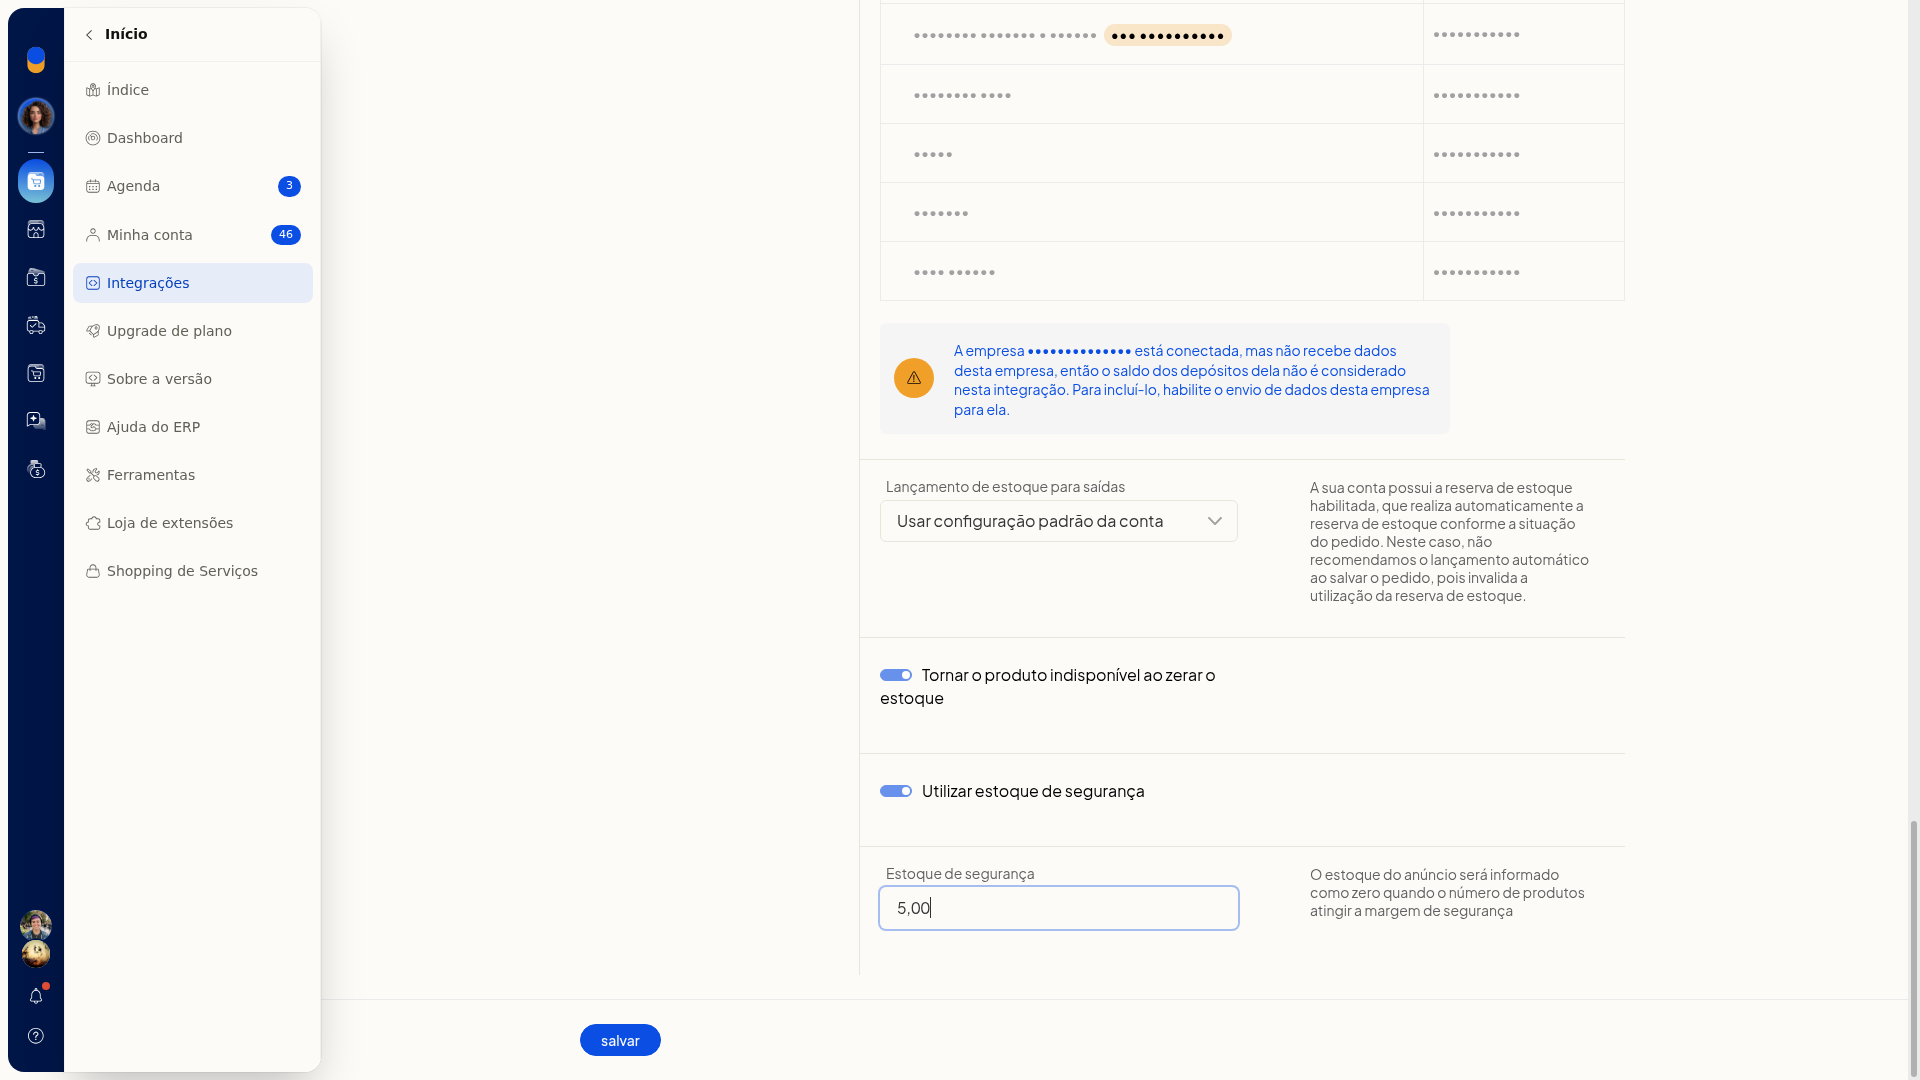 Início
Índice
Dashboard
Agenda
3
Minha conta
46
Integrações
Upgrade de plano
Sobre a versão
Ajuda do ERP
Ferramentas
Loja de extensões
Shopping de Serviços
A empresa •••••••••••••• está conectada, mas não recebe dados
desta empresa, então o saldo dos depósitos dela não é considerado
nesta integração. Para incluí-lo, habilite o envio de dados desta empresa
para ela.
Lançamento de estoque para saídas
Usar configuração padrão da conta
A sua conta possui a reserva de estoque
habilitada, que realiza automaticamente a
reserva de estoque conforme a situação
do pedido. Neste caso, não
recomendamos o lançamento automático
ao salvar o pedido, pois invalida a
utilização da reserva de estoque.
Tornar o produto indisponível ao zerar o
estoque
Utilizar estoque de segurança
Estoque de segurança
5,00
O estoque do anúncio será informado
como zero quando o número de produtos
atingir a margem de segurança
salvar